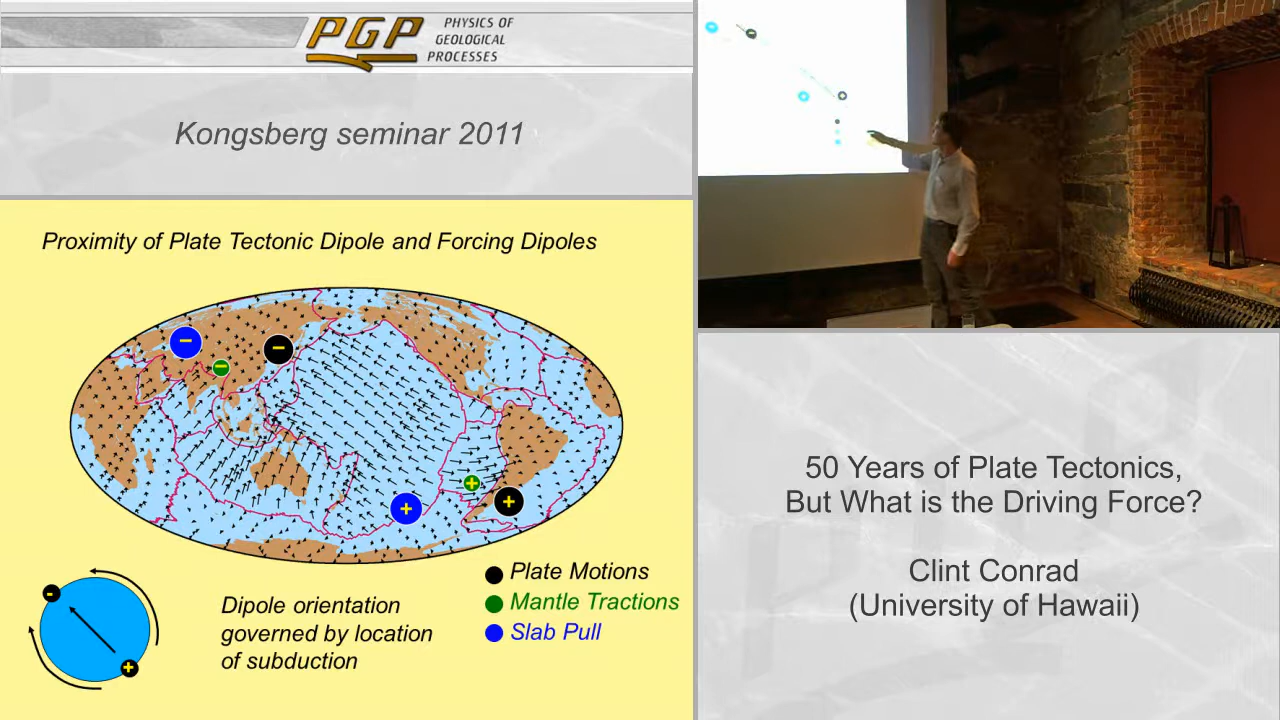 PGP
PHYSICS OF
GEOLOGICAL
PROCESSES
Kongsberg seminar 2011
Proximity of Plate Tectonic Dipole and Forcing Dipoles
Plate Motions
Mantle Tractions
Slab Pull
Dipole orientation
governed by location
of subduction
50 Years of Plate Tectonics,
But What is the Driving Force?
Clint Conrad
(University of Hawaii)